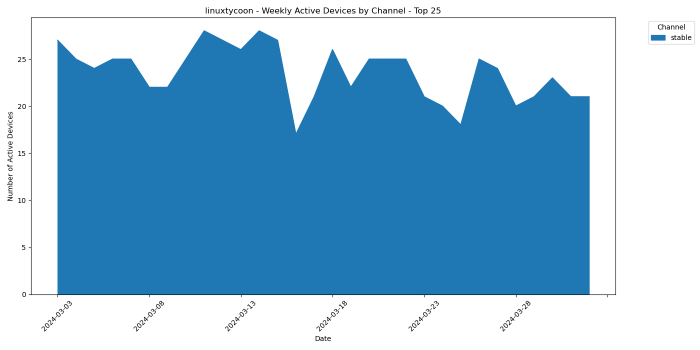 linuxtycoon - Weekly Active Devices by Channel - Top 25
Channel
stable
Number of Active Devices
25
20
15
10
5
0
2024-03-03
2024-03-08
2024-03-13
2024-03-18
2024-03-23
2024-03-28
Date